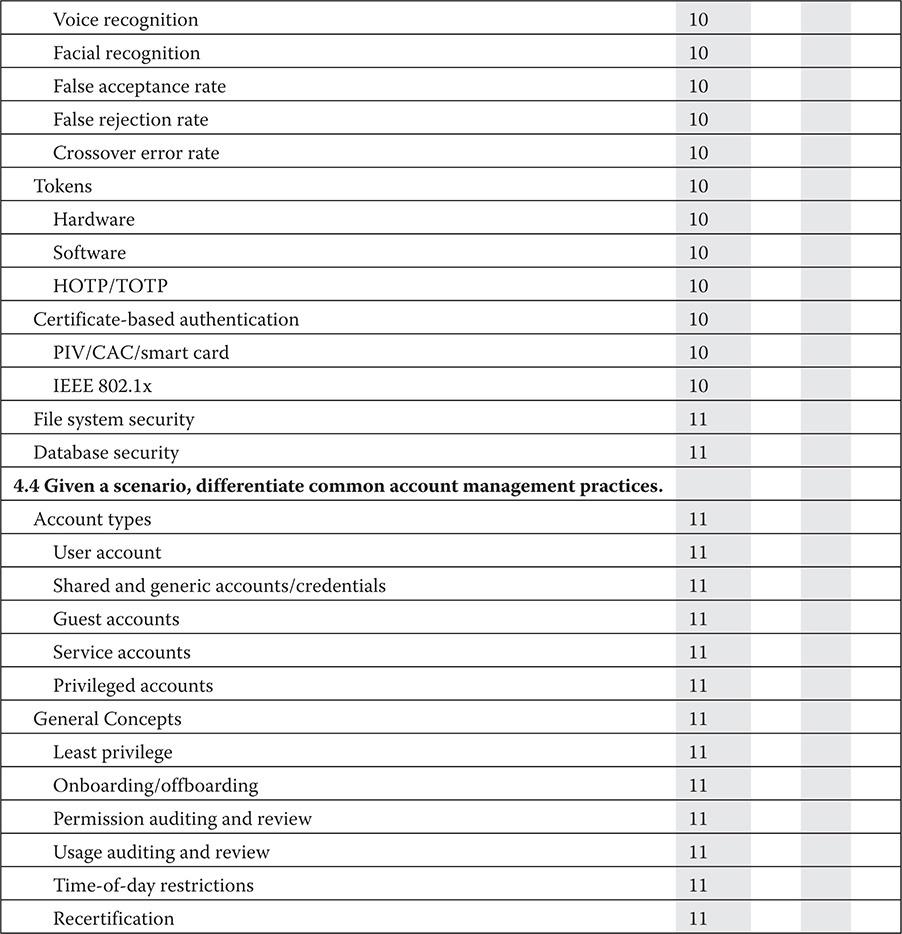 Voice recognition 10
Facial recognition 10
False acceptance rate 10
False rejection rate 10
Crossover error rate 10
Tokens 10
Hardware 10
Software 10
HOTP/TOTP 10
Certificate-based authentication 10
PIV/CAC/smart card 10
IEEE 802.1x 10
File system security 11
Database security 11
4.4 Given a scenario, differentiate common account management practices.
Account types 11
User account 11
Shared and generic accounts/credentials 11
Guest accounts 11
Service accounts 11
Privileged accounts 11
General Concepts 11
Least privilege 11
Onboarding/offboarding 11
Permission auditing and review 11
Usage auditing and review 11
Time-of-day restrictions 11
Recertification 11